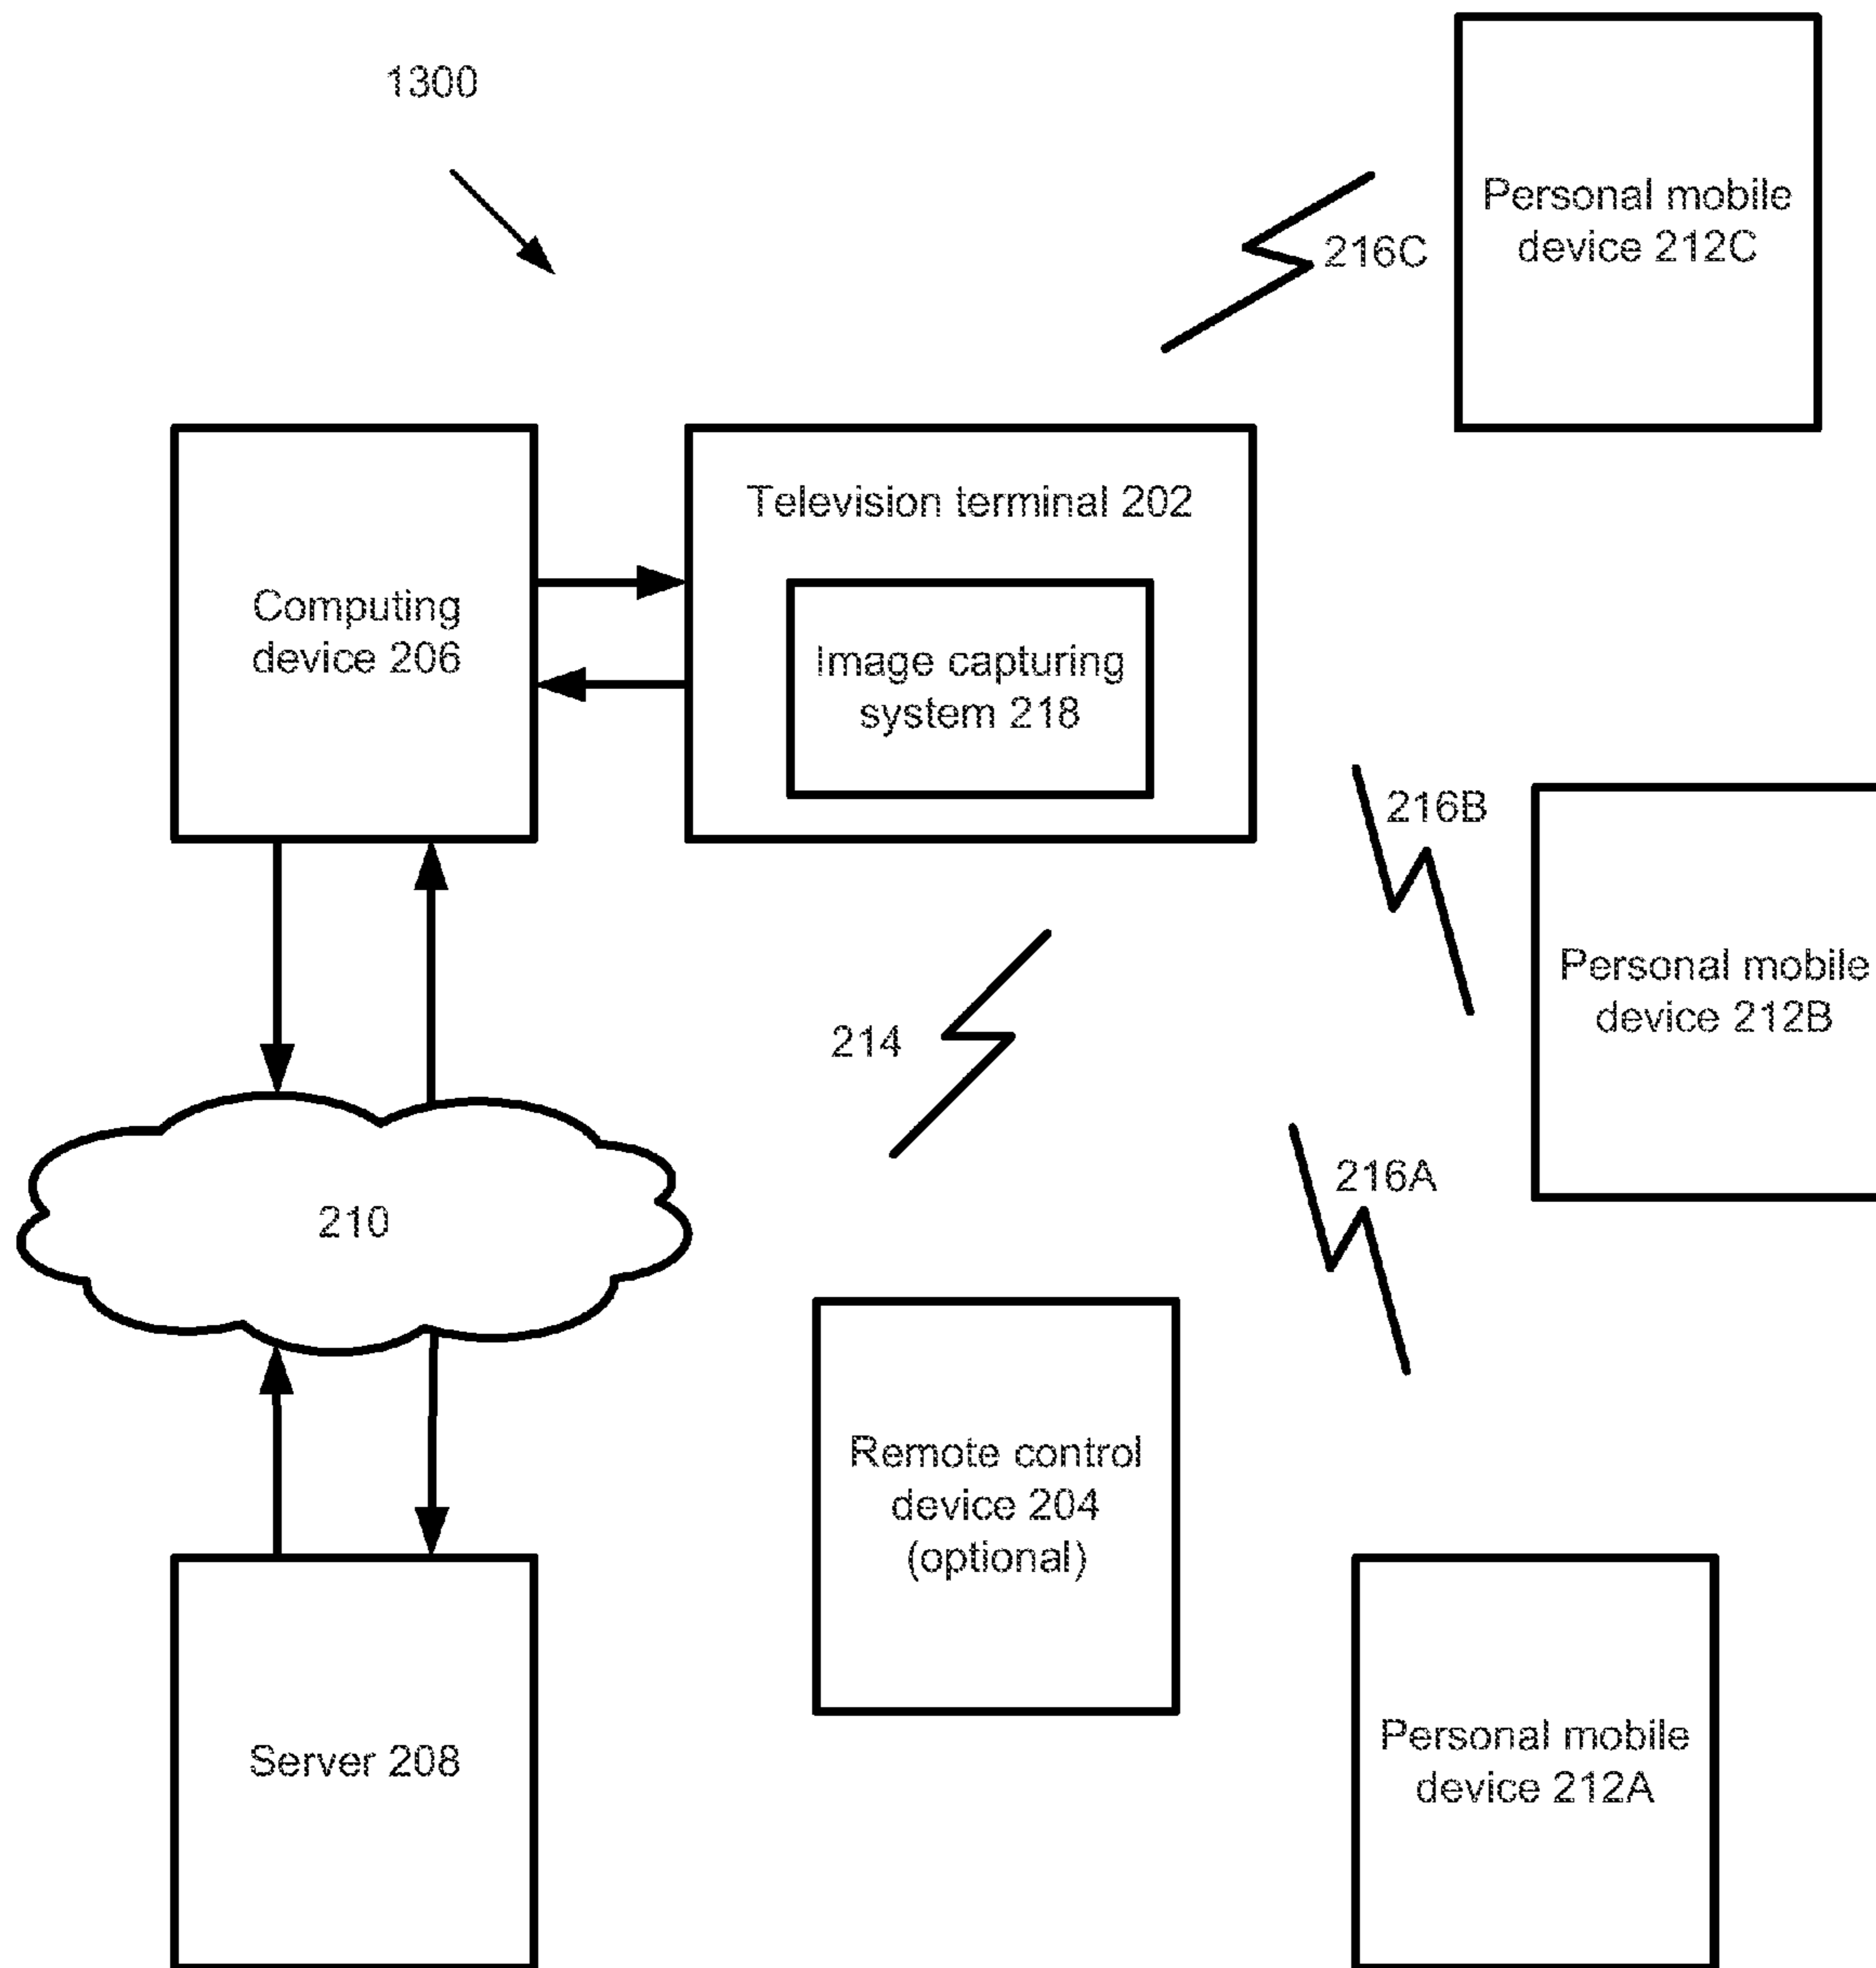 1300
Personal mobile
device 212C
216C
Television terminal 202
Computing
device 206
Image capturing
system 218
216B
Personal mobile
device 212B
214
216A
210
Remote control
device 204
(optional)
Server 208
Personal mobile
device 212A